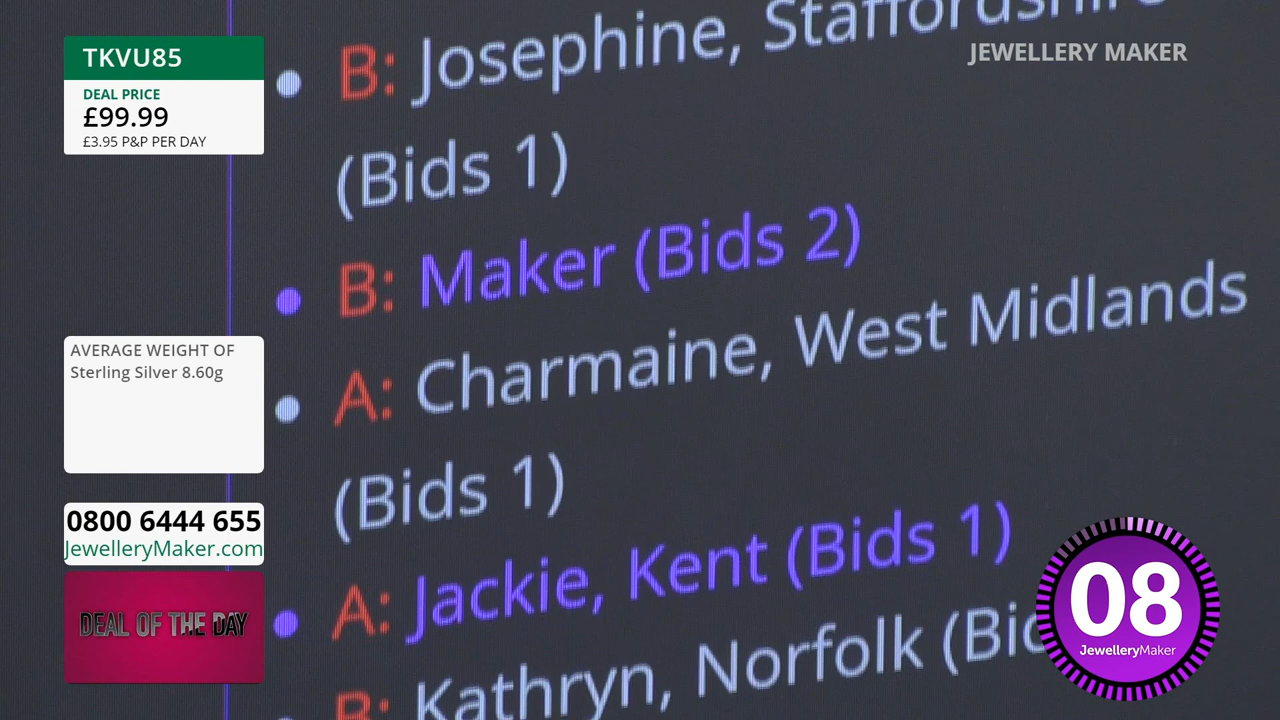 TKVU85
DEAL PRICE
£99.99
£3.95 P&P PER DAY
JEWELLERY MAKER
B: Josephine, Staffordshire
(Bids 1)
B: Maker (Bids 2)
A: Charmaine, West Midlands
(Bids 1)
A: Jackie, Kent (Bids 1)
B: Kathryn, Norfolk
AVERAGE WEIGHT OF
Sterling Silver 8.60g
0800 6444 655
JewelleryMaker.com
DEAL OF THE DAY
08
JewelleryMaker